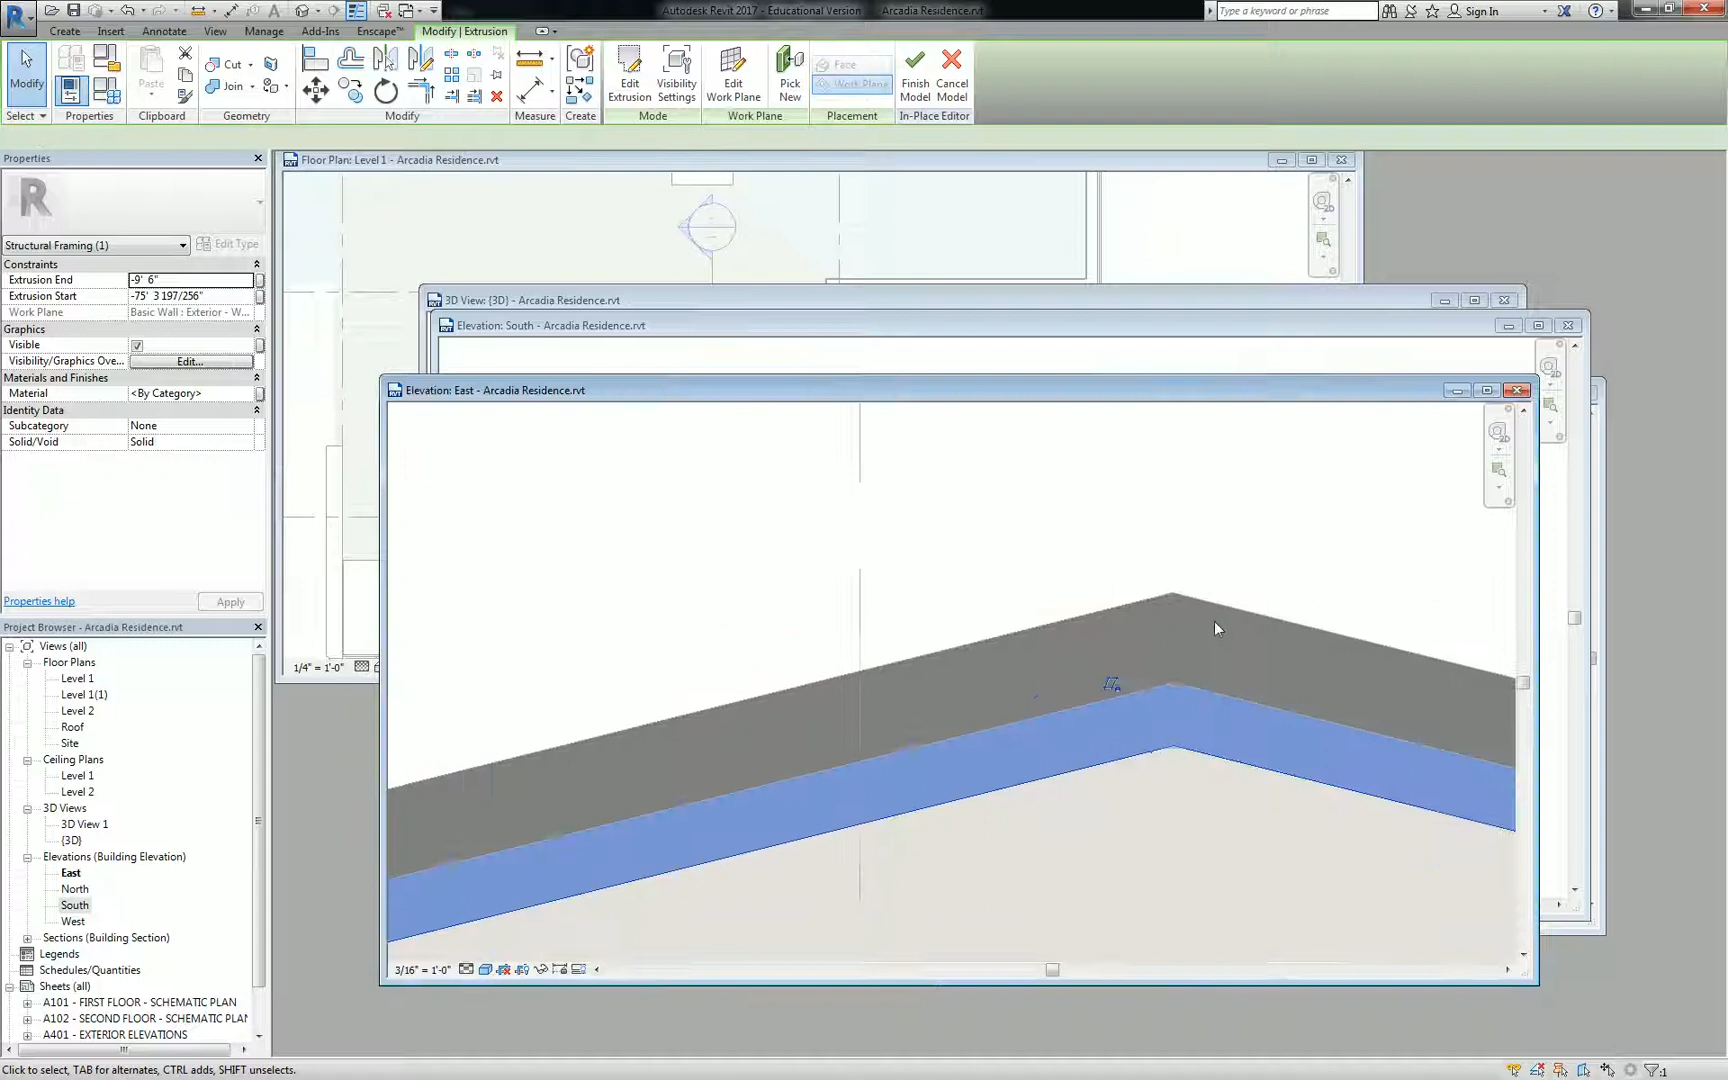 Autodesk Revit 2017 - Educational Version
Arcadia Residence.rvt
Type a keyword or phrase
Sign In
Create Insert Annotate View Manage Add-Ins Enscape™ Modify | Extrusion
Modify
Paste
Cut
Join
Edit Extrusion
Visibility Settings
Edit Work Plane
Pick New
Face
Work Plane
Finish Model
Cancel Model
Select Properties Clipboard Geometry Modify Measure Create Mode Work Plane Placement In-Place Editor
Properties
Structural Framing (1)
Edit Type
Constraints
Extrusion End -9' 6"
Extrusion Start -75' 3 197/256"
Work Plane Basic Wall : Exterior - W...
Graphics
Visible
Visibility/Graphics Ove... Edit...
Materials and Finishes
Material <By Category>
Identity Data
Subcategory None
Solid/Void Solid
Properties help
Apply
Project Browser - Arcadia Residence.rvt
Views (all)
Floor Plans
Level 1
Level 1(1)
Level 2
Roof
Site
Ceiling Plans
Level 1
Level 2
3D Views
3D View 1
{3D}
Elevations (Building Elevation)
East
North
South
West
Sections (Building Section)
Legends
Schedules/Quantities
Sheets (all)
A101 - FIRST FLOOR - SCHEMATIC PLAN
A102 - SECOND FLOOR - SCHEMATIC PLAN
A401 - EXTERIOR ELEVATIONS
Floor Plan: Level 1 - Arcadia Residence.rvt
1/4" = 1'-0"
3D View: {3D} - Arcadia Residence.rvt
Elevation: South - Arcadia Residence.rvt
Elevation: East - Arcadia Residence.rvt
2D
2D
2D
3/16" = 1'-0"
Click to select, TAB for alternates, CTRL adds, SHIFT unselects.
:1